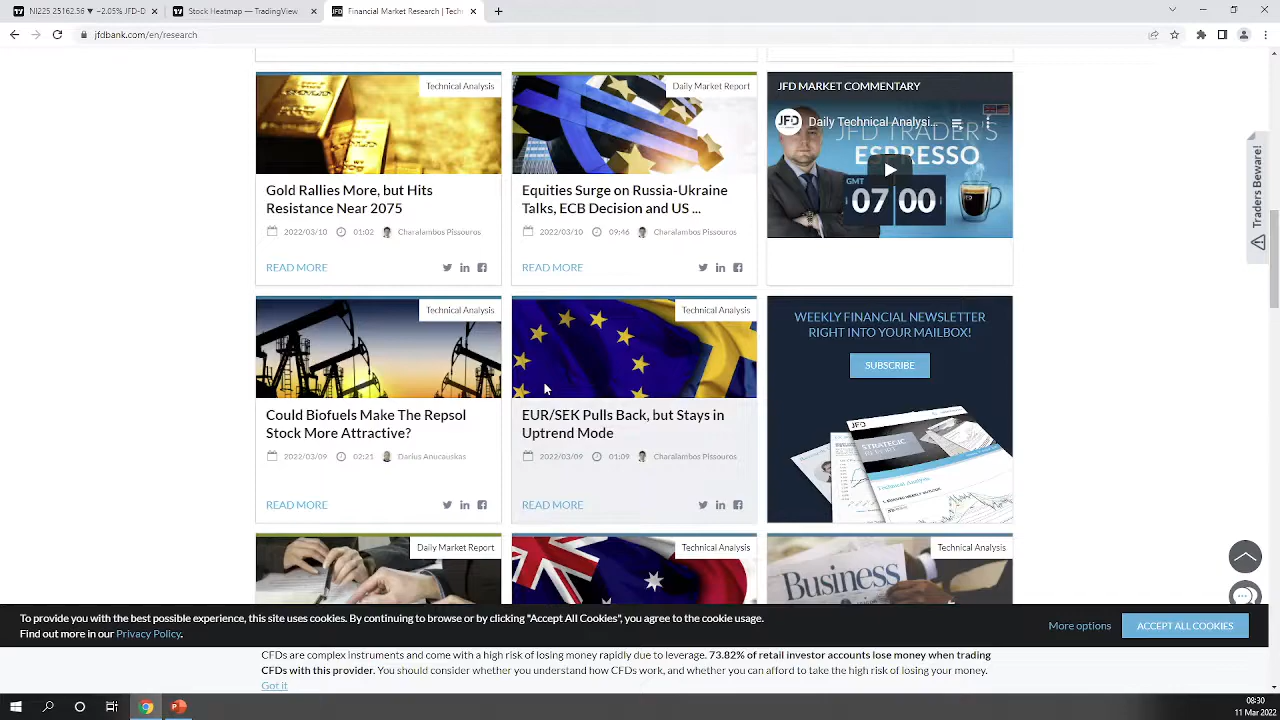 NI225 25162.56 ▼ −2.05% JFD-D
Stock Heatmap — TradingView
Financial Market Research | Tech
jfdbank.com/en/research
Technical Analysis
Gold Rallies More, but Hits
Resistance Near 2075
2022/03/10 01:02 Charalambos Pissouros
READ MORE
Daily Market Report
Equities Surge on Russia-Ukraine
Talks, ECB Decision and US ...
2022/03/10 09:46 Charalambos Pissouros
READ MORE
JFD MARKET COMMENTARY
JFD Daily Technical Analysi...
JFD TRADER'S
ESPRESSO
GMT
07 00
Traders Beware!
Technical Analysis
Could Biofuels Make The Repsol
Stock More Attractive?
2022/03/09 02:21 Darius Anucauskas
READ MORE
Technical Analysis
EUR/SEK Pulls Back, but Stays in
Uptrend Mode
2022/03/09 01:09 Charalambos Pissouros
READ MORE
WEEKLY FINANCIAL NEWSLETTER
RIGHT INTO YOUR MAILBOX!
SUBSCRIBE
JFD
STRATEGIC
REPORT
Technical Analysis
Daily Market Report
Technical Analysis
Technical Analysis
Business
To provide you with the best possible experience, this site uses cookies. By continuing to browse or by clicking "Accept All Cookies", you agree to the cookie usage.
Find out more in our Privacy Policy.
More options
ACCEPT ALL COOKIES
CFDs are complex instruments and come with a high risk of losing money rapidly due to leverage. 73.82% of retail investor accounts lose money when trading
CFDs with this provider. You should consider whether you understand how CFDs work, and whether you can afford to take the high risk of losing your money.
Got it
08:30
11 Mar 2022